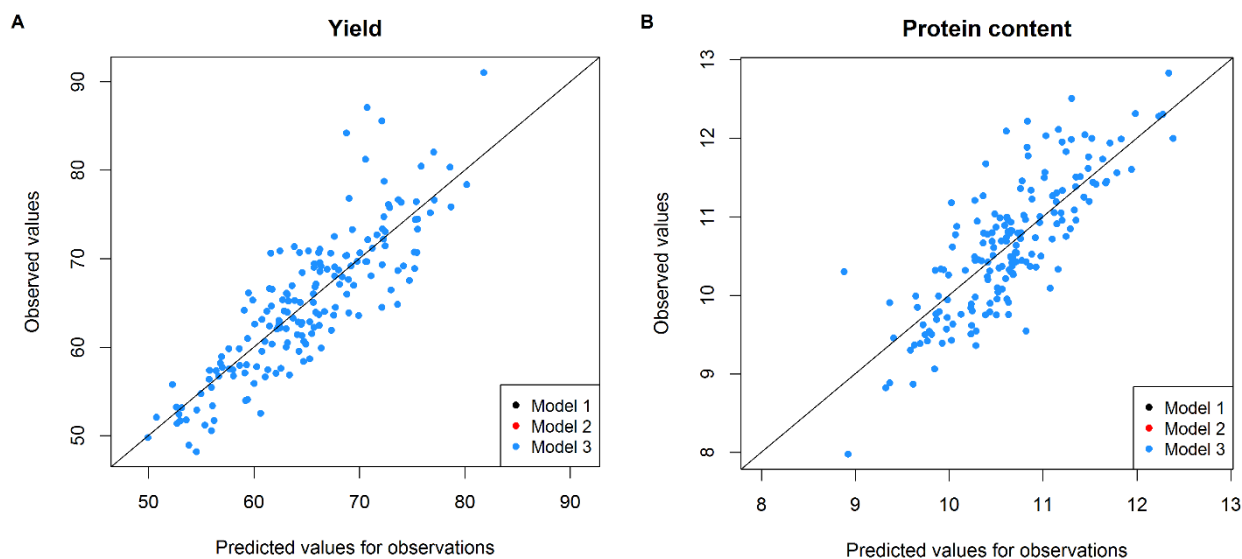 A
Yield
Observed values
90
80
70
60
50
50 60 70 80 90
Predicted values for observations
Model 1
Model 2
Model 3
B
Protein content
Observed values
13
12
11
10
9
8
8 9 10 11 12 13
Predicted values for observations
Model 1
Model 2
Model 3